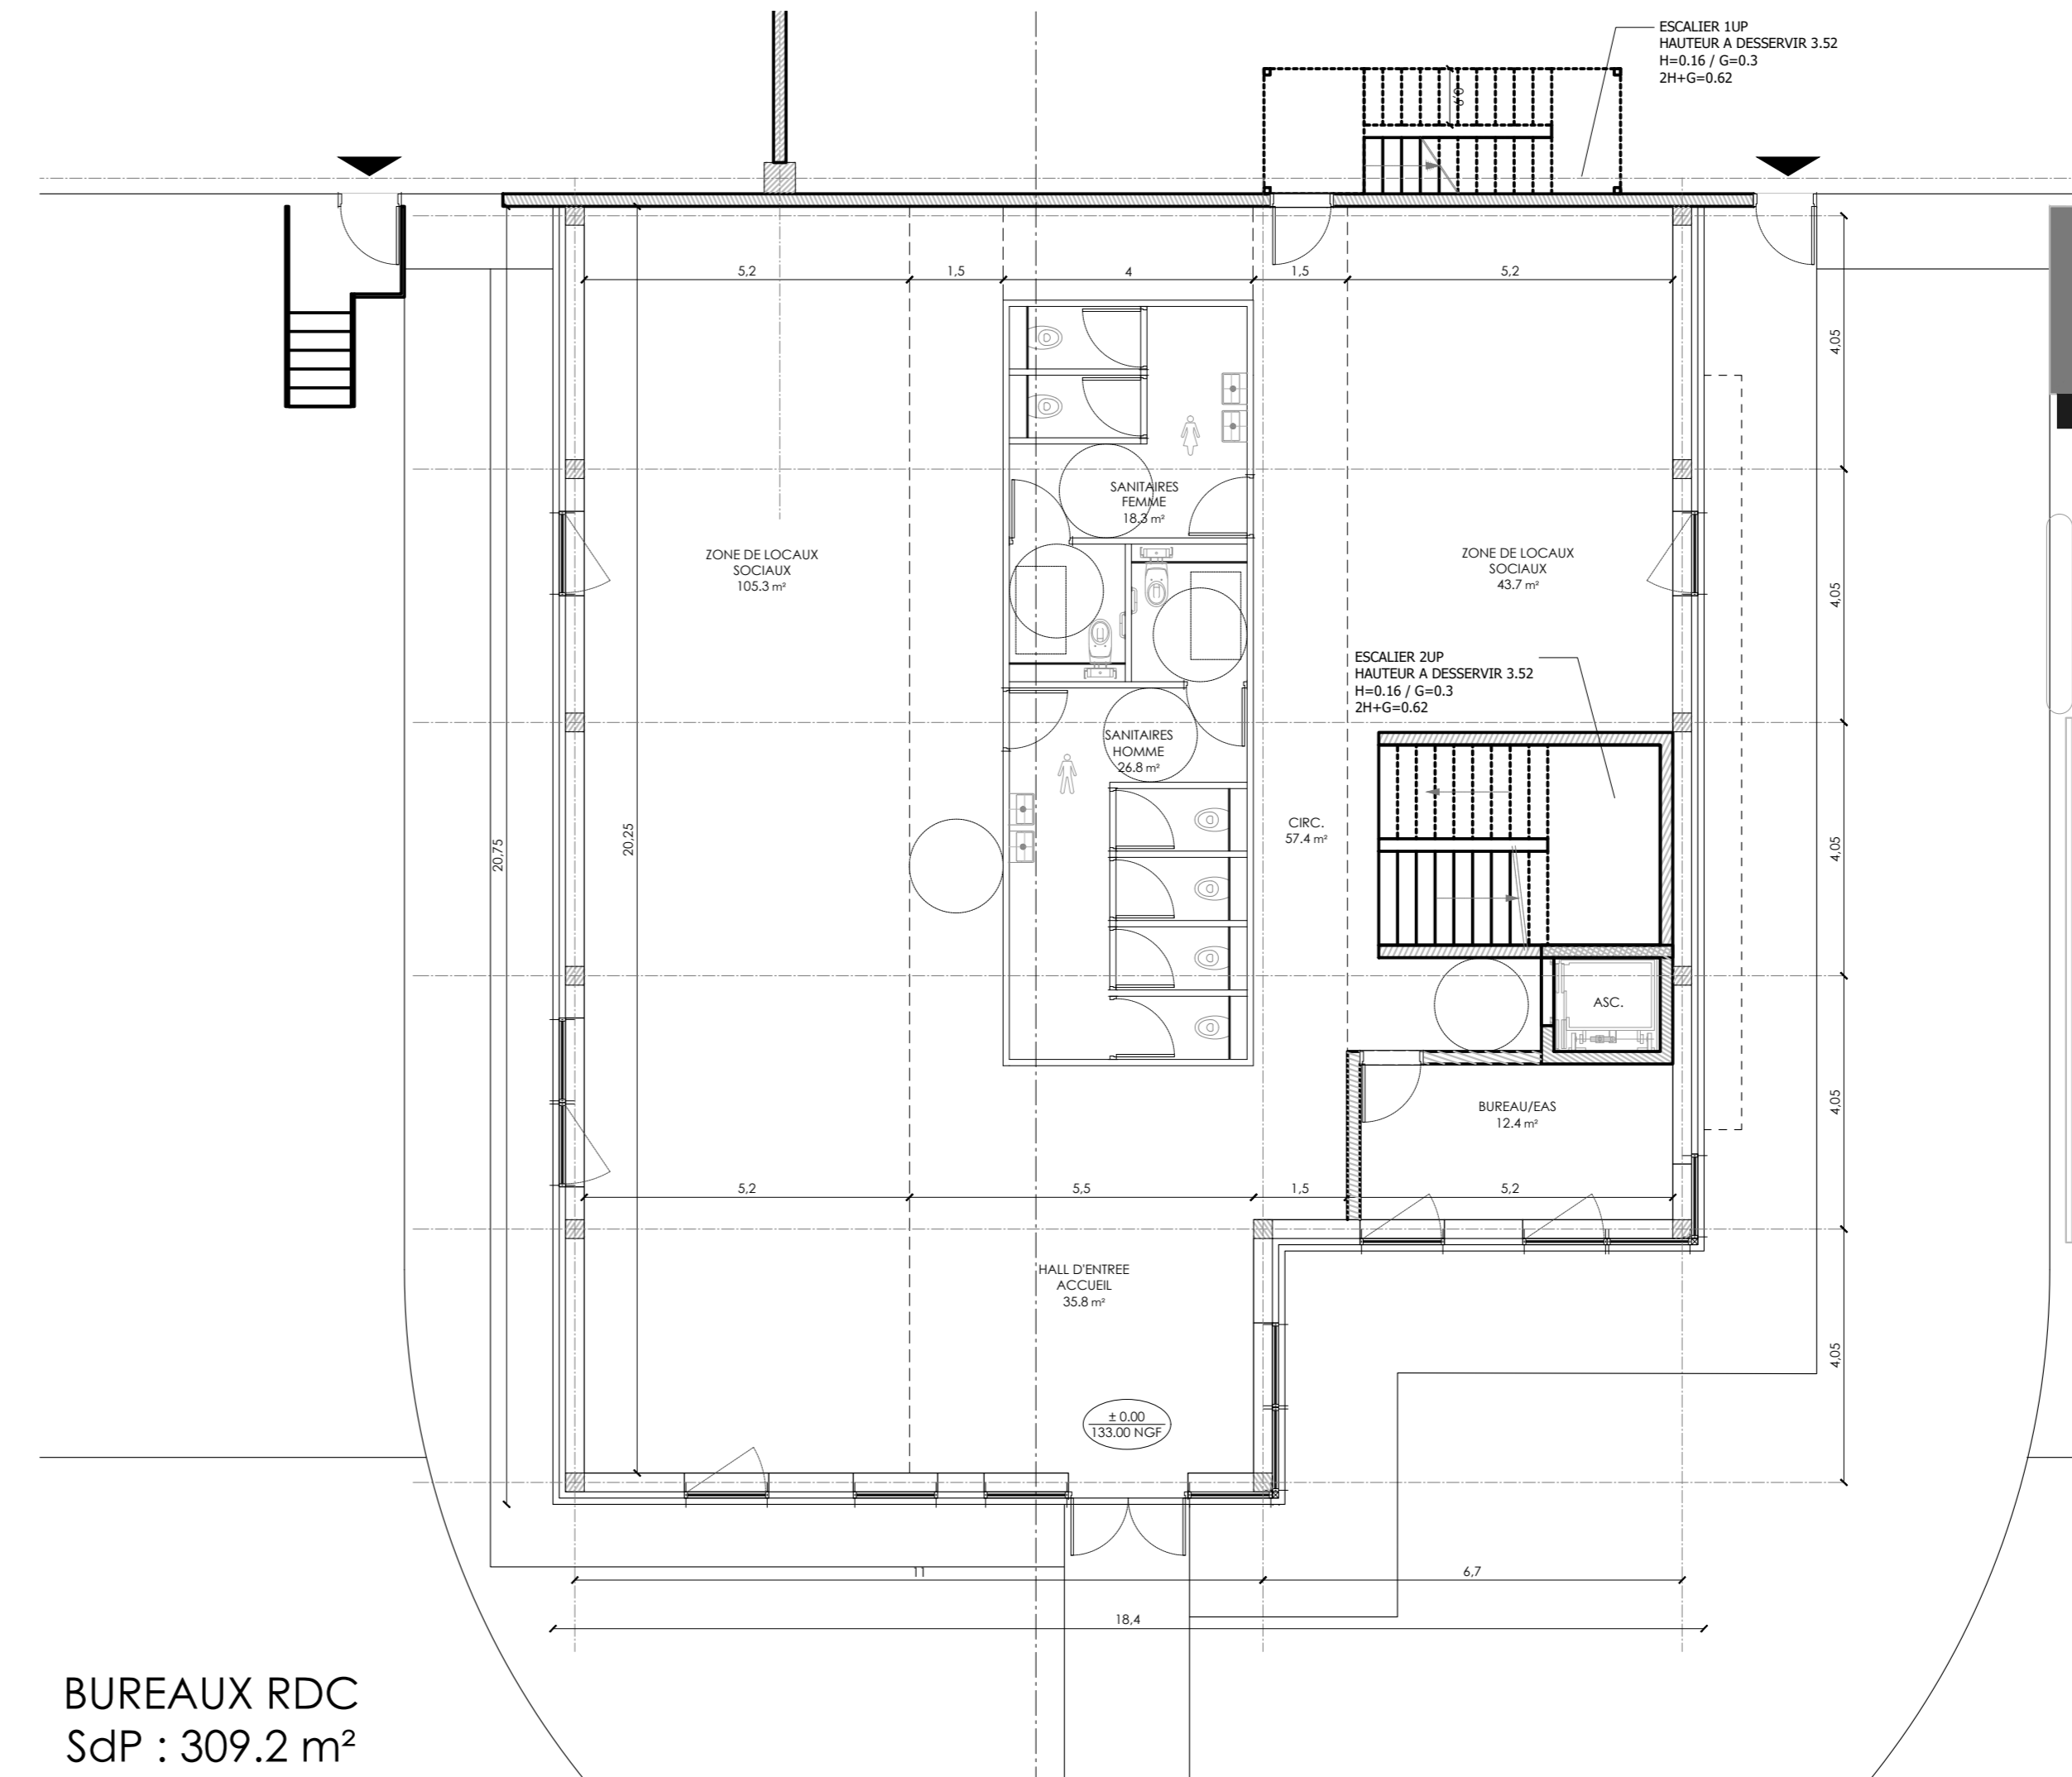 ESCALIER 1UP
HAUTEUR A DESSERVIR 3.52
H=0.16 / G=0.3
2H+G=0.62
0,9
5,2
1,5
4
1,5
5,2
4,05
SANITAIRES
FEMME
18.3 m²
ZONE DE LOCAUX
SOCIAUX
105.3 m²
ZONE DE LOCAUX
SOCIAUX
43.7 m²
4,05
ESCALIER 2UP
HAUTEUR A DESSERVIR 3.52
H=0.16 / G=0.3
2H+G=0.62
SANITAIRES
HOMME
26.8 m²
20,75
20,25
CIRC.
57.4 m²
4,05
ASC.
BUREAU/EAS
12.4 m²
4,05
5,2
5,5
1,5
5,2
HALL D'ENTREE
ACCUEIL
35.8 m²
4,05
± 0.00
133.00 NGF
11
6,7
18,4
BUREAUX RDC
SdP : 309.2 m²